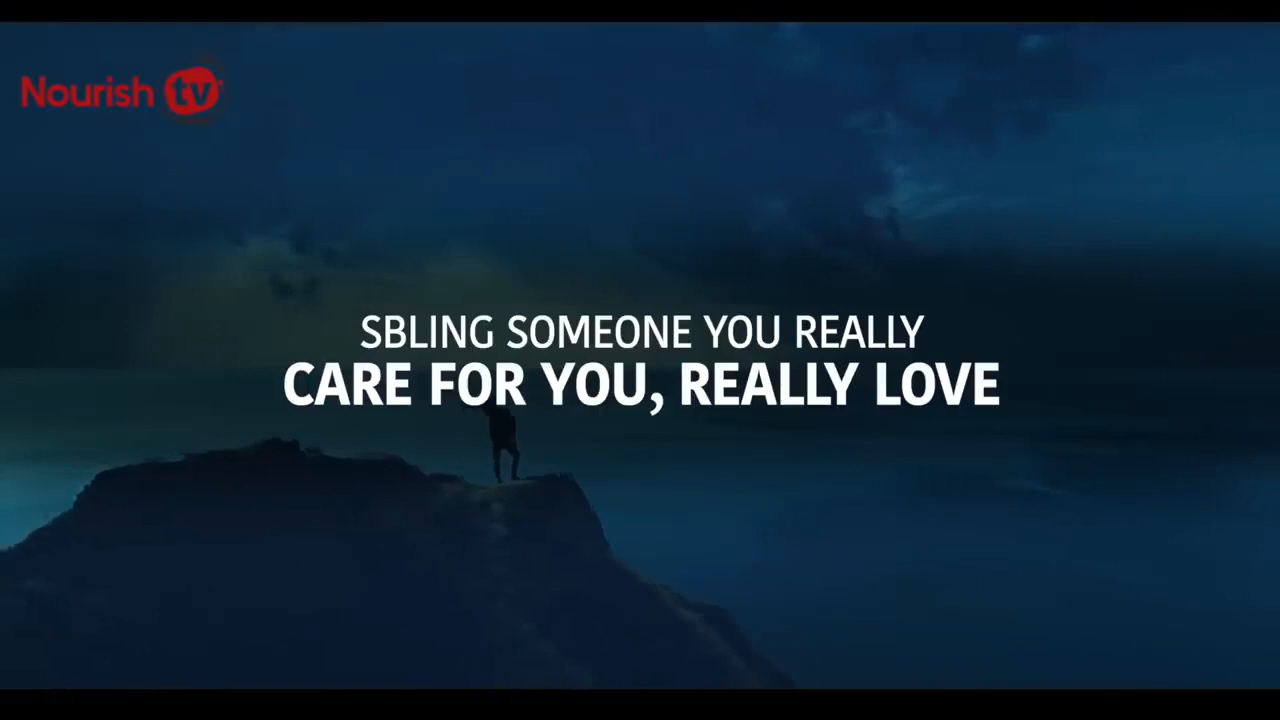 Nourish tv
SBLING SOMEONE YOU REALLY
CARE FOR YOU, REALLY LOVE